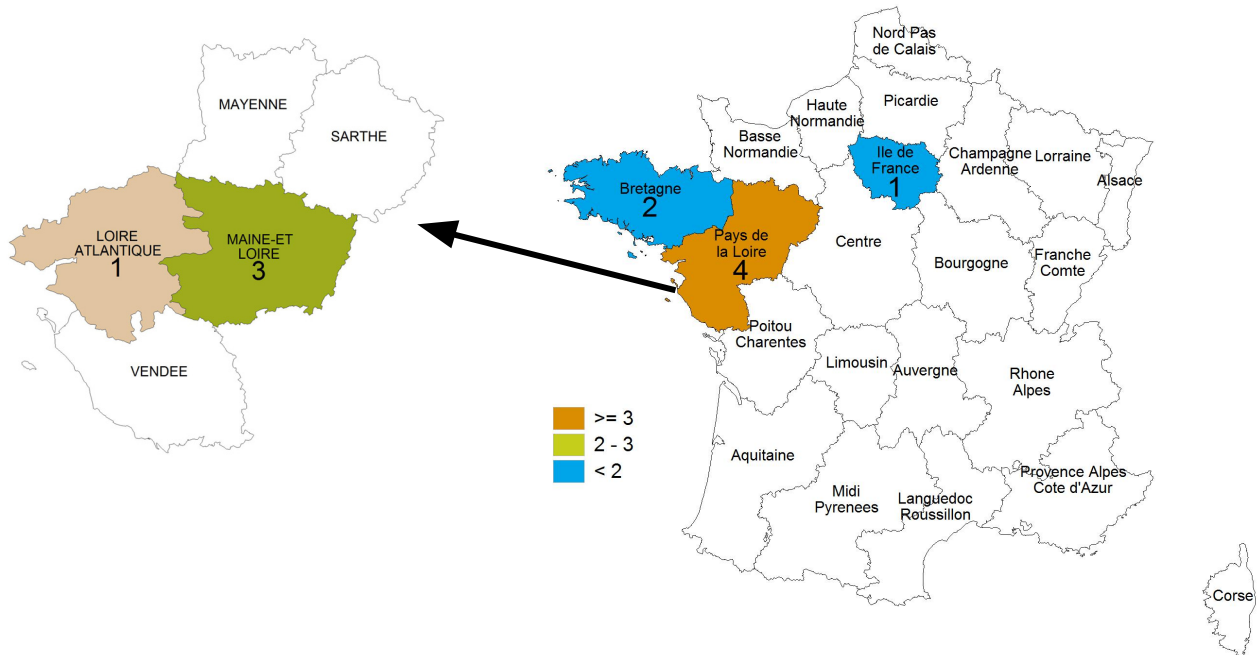 MAYENNE
SARTHE
LOIRE
ATLANTIQUE
1
MAINE-ET
LOIRE
3
VENDEE
Nord Pas
de Calais
Picardie
Haute
Normandie
Basse
Normandie
Ile de
France
1
Champagne
Ardenne
Lorraine
Alsace
Bretagne
2
Pays de
la Loire
4
Centre
Bourgogne
Franche
Comte
Poitou
Charentes
Limousin
Auvergne
Rhone
Alpes
>= 3
2 - 3
< 2
Aquitaine
Midi
Pyrenees
Languedoc
Roussillon
Provence Alpes
Cote d'Azur
Corse